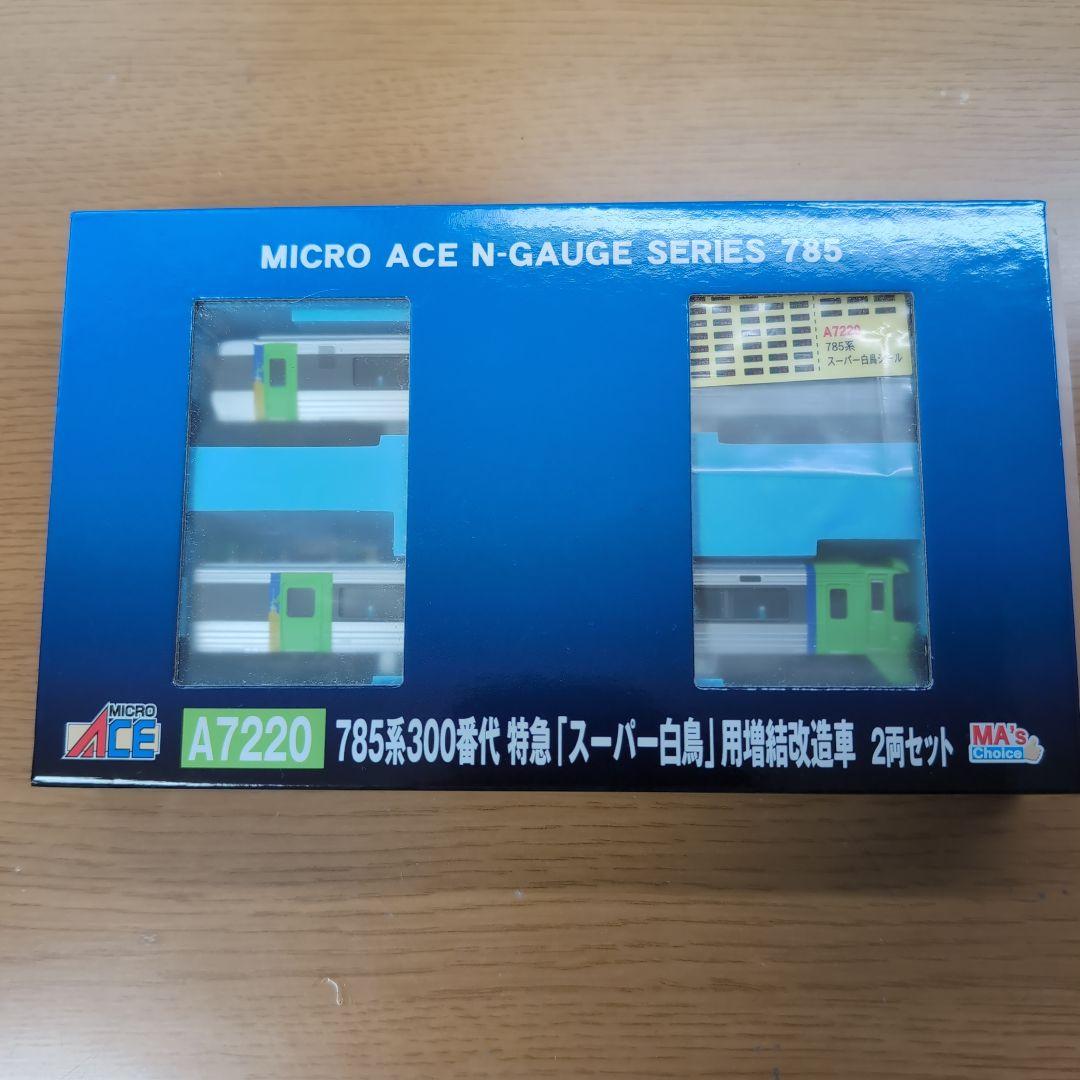 MICRO ACE N-GAUGE SERIES 785
A7220
785系
スーパー白鳥シール
MICRO
ACE
A7220 785系300番代 特急「スーパー白鳥」用増結改造車 2両セット
MA's
Choice